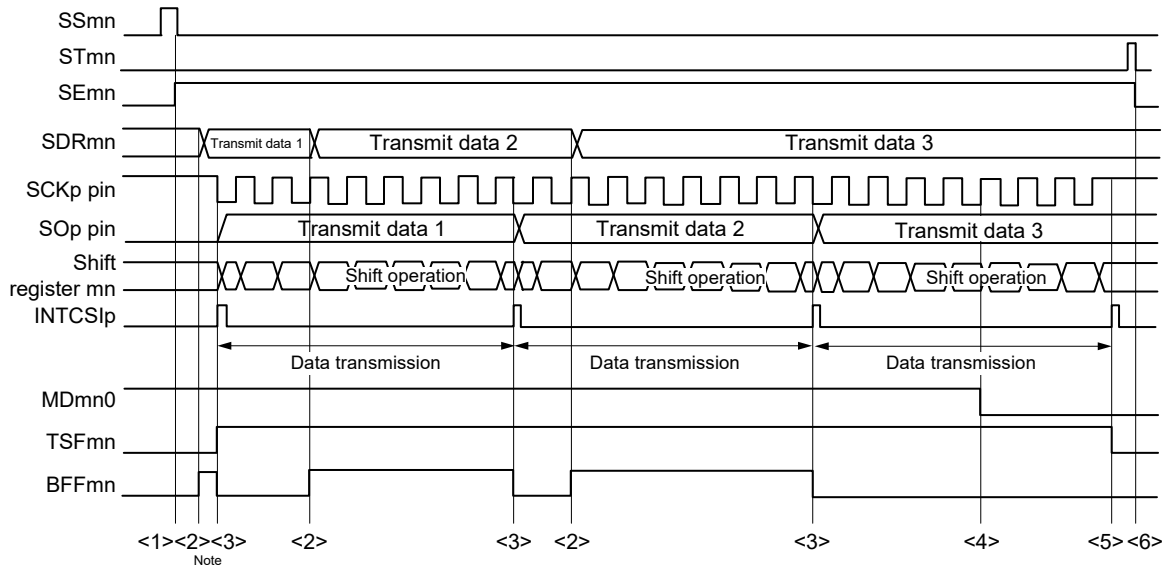 SSmn
STmn
SEmn
SDRmn Transmit data 1 Transmit data 2 Transmit data 3
SCKp pin
SOp pin Transmit data 1 Transmit data 2 Transmit data 3
Shift
register mn Shift operation Shift operation Shift operation
INTCSIp
Data transmission Data transmission Data transmission
MDmn0
TSFmn
BFFmn
<1> <2> <3> <2> <3> <2> <3> <4> <5> <6>
Note